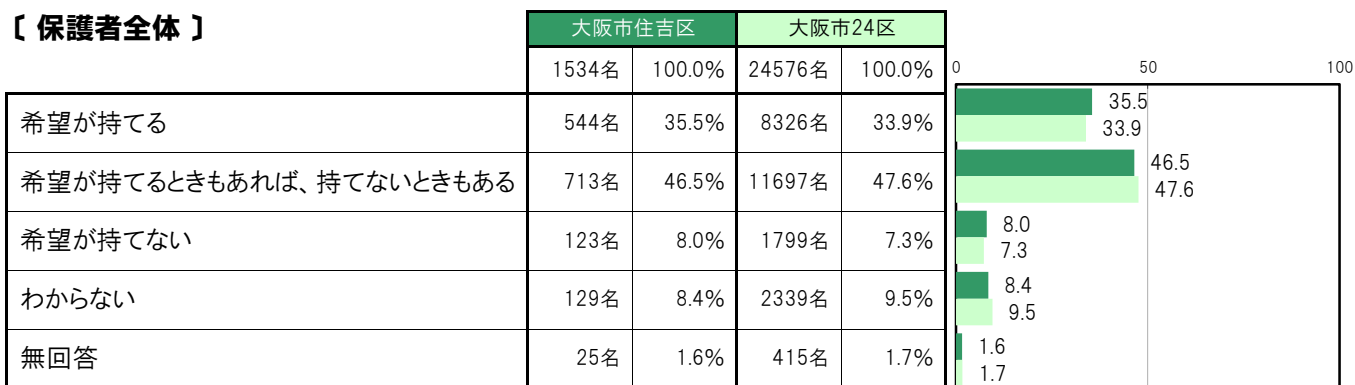 〔 保護者全体 〕
大阪市住吉区 大阪市24区
1534名 100.0% 24576名 100.0% 0 50 100
希望が持てる 544名 35.5% 8326名 33.9% 35.5
33.9
希望が持てるときもあれば、持てないときもある 713名 46.5% 11697名 47.6% 46.5
47.6
希望が持てない 123名 8.0% 1799名 7.3% 8.0
7.3
わからない 129名 8.4% 2339名 9.5% 8.4
9.5
無回答 25名 1.6% 415名 1.7% 1.6
1.7